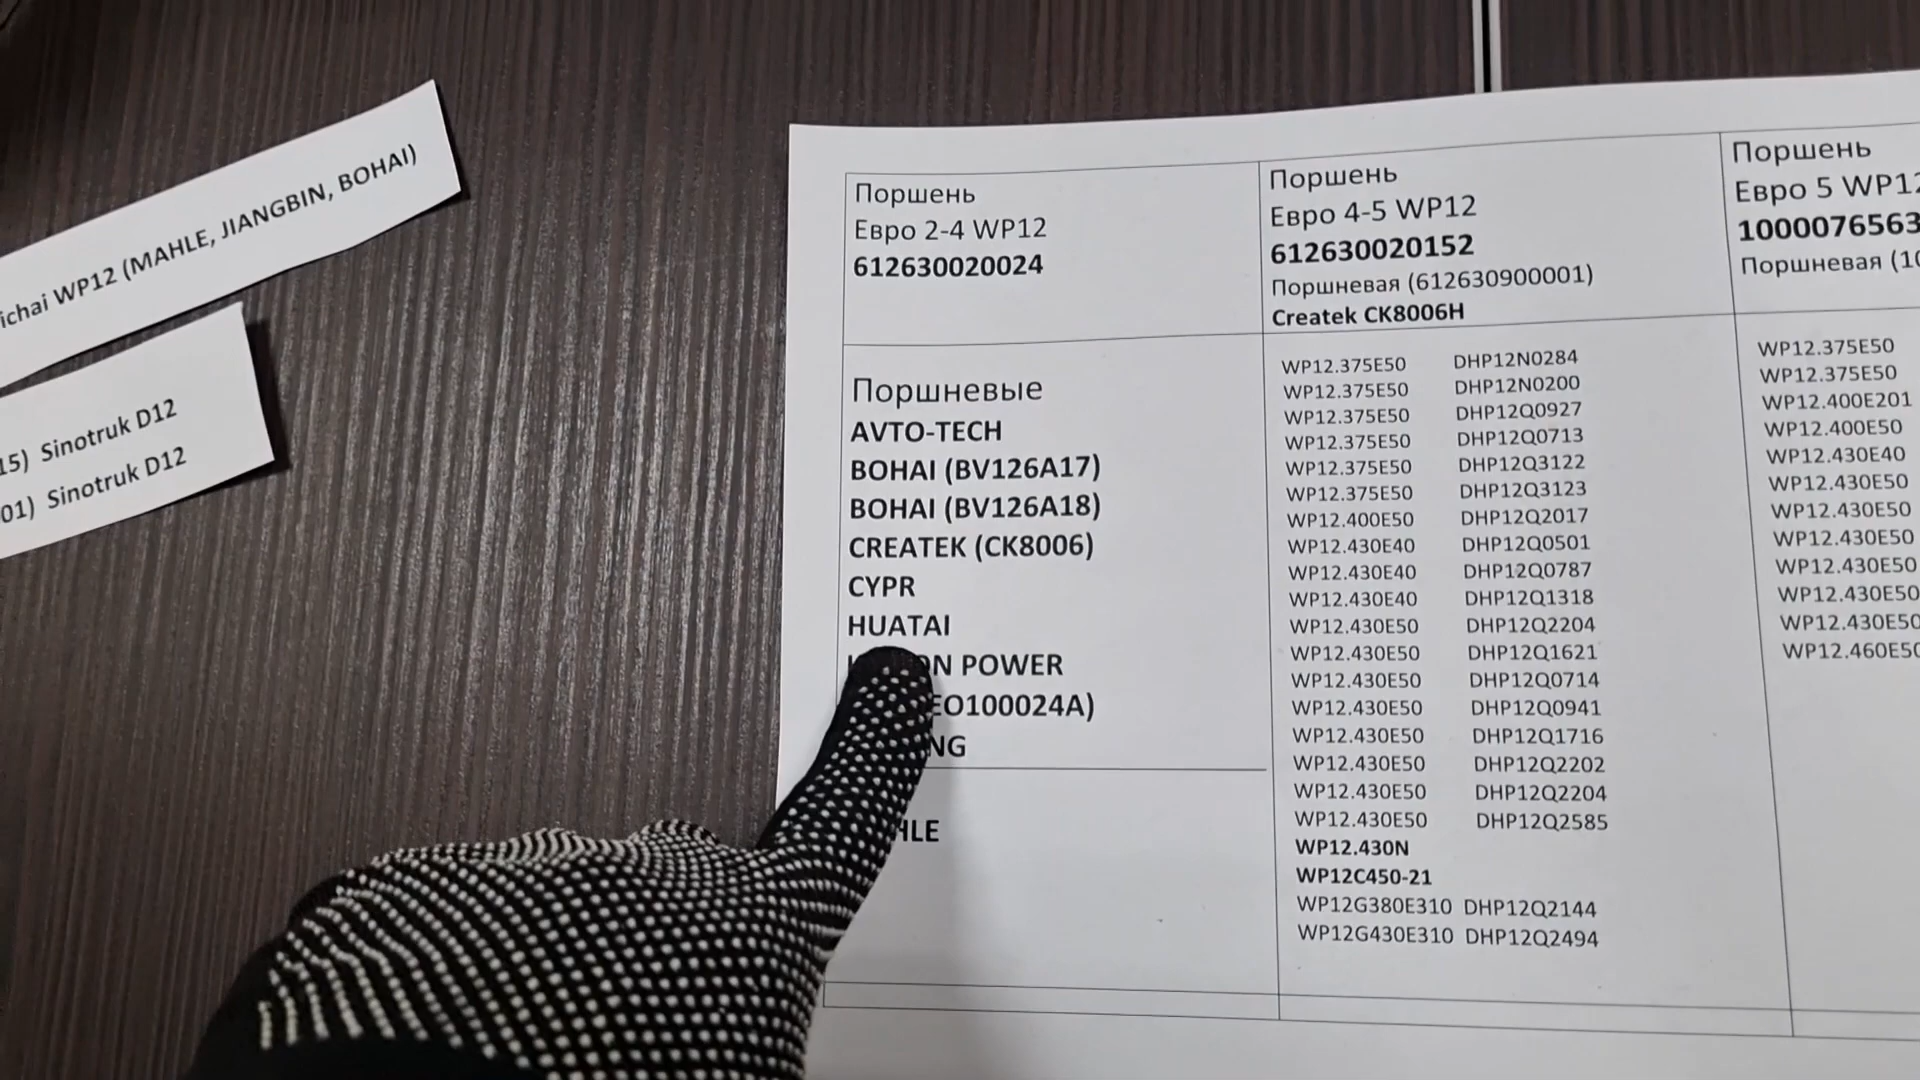 ichai WP12 (MAHLE, JIANGBIN, BOHAI)
15) Sinotruk D12
01) Sinotruk D12
Поршень
Евро 2-4 WP12
612630020024
Поршневые
AVTO-TECH
BOHAI (BV126A17)
BOHAI (BV126A18)
CREATEK (CK8006)
CYPR
HUATAI
POWER
EO100024A)
NG
HLE
Поршень
Евро 4-5 WP12
612630020152
Поршневая (612630900001)
Createk CK8006H
WP12.375E50 DHP12N0284
WP12.375E50 DHP12N0200
WP12.375E50 DHP12Q0927
WP12.375E50 DHP12Q0713
WP12.375E50 DHP12Q3122
WP12.375E50 DHP12Q3123
WP12.400E50 DHP12Q2017
WP12.430E40 DHP12Q0501
WP12.430E40 DHP12Q0787
WP12.430E40 DHP12Q1318
WP12.430E50 DHP12Q2204
WP12.430E50 DHP12Q1621
WP12.430E50 DHP12Q0714
WP12.430E50 DHP12Q0941
WP12.430E50 DHP12Q1716
WP12.430E50 DHP12Q2202
WP12.430E50 DHP12Q2204
WP12.430E50 DHP12Q2585
WP12.430N
WP12C450-21
WP12G380E310 DHP12Q2144
WP12G430E310 DHP12Q2494
Поршень
Евро 5 WP12
1000076563
Поршневая (10
WP12.375E50
WP12.375E50
WP12.400E201
WP12.400E50
WP12.430E40
WP12.430E50
WP12.430E50
WP12.430E50
WP12.430E50
WP12.430E50
WP12.430E50
WP12.460E50